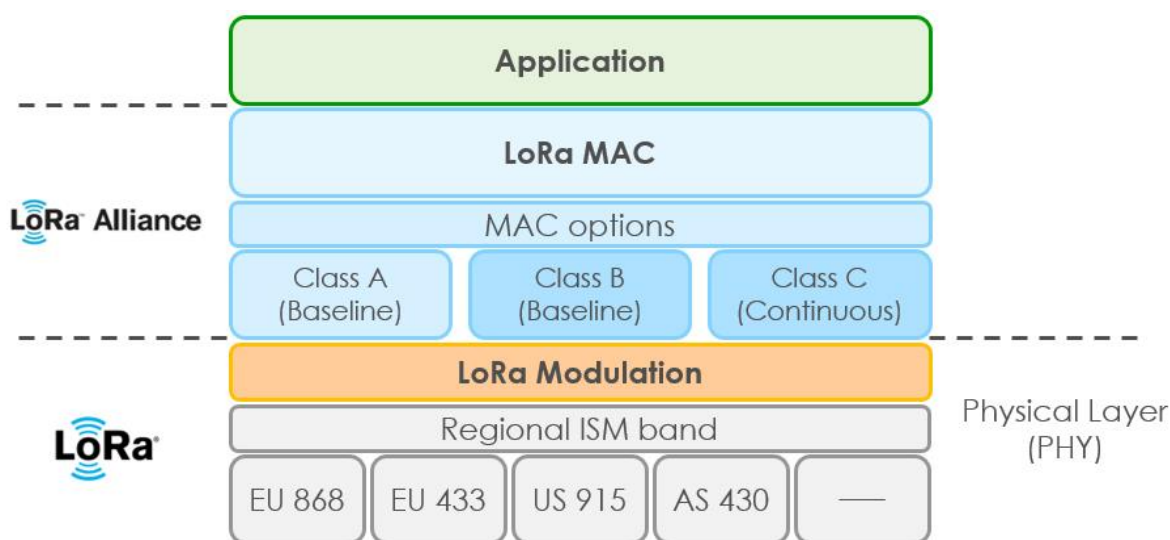 Application
LoRa MAC
LoRa Alliance
MAC options
Class A
(Baseline)
Class B
(Baseline)
Class C
(Continuous)
LoRa Modulation
Regional ISM band
LoRa®
Physical Layer
(PHY)
EU 868
EU 433
US 915
AS 430
—